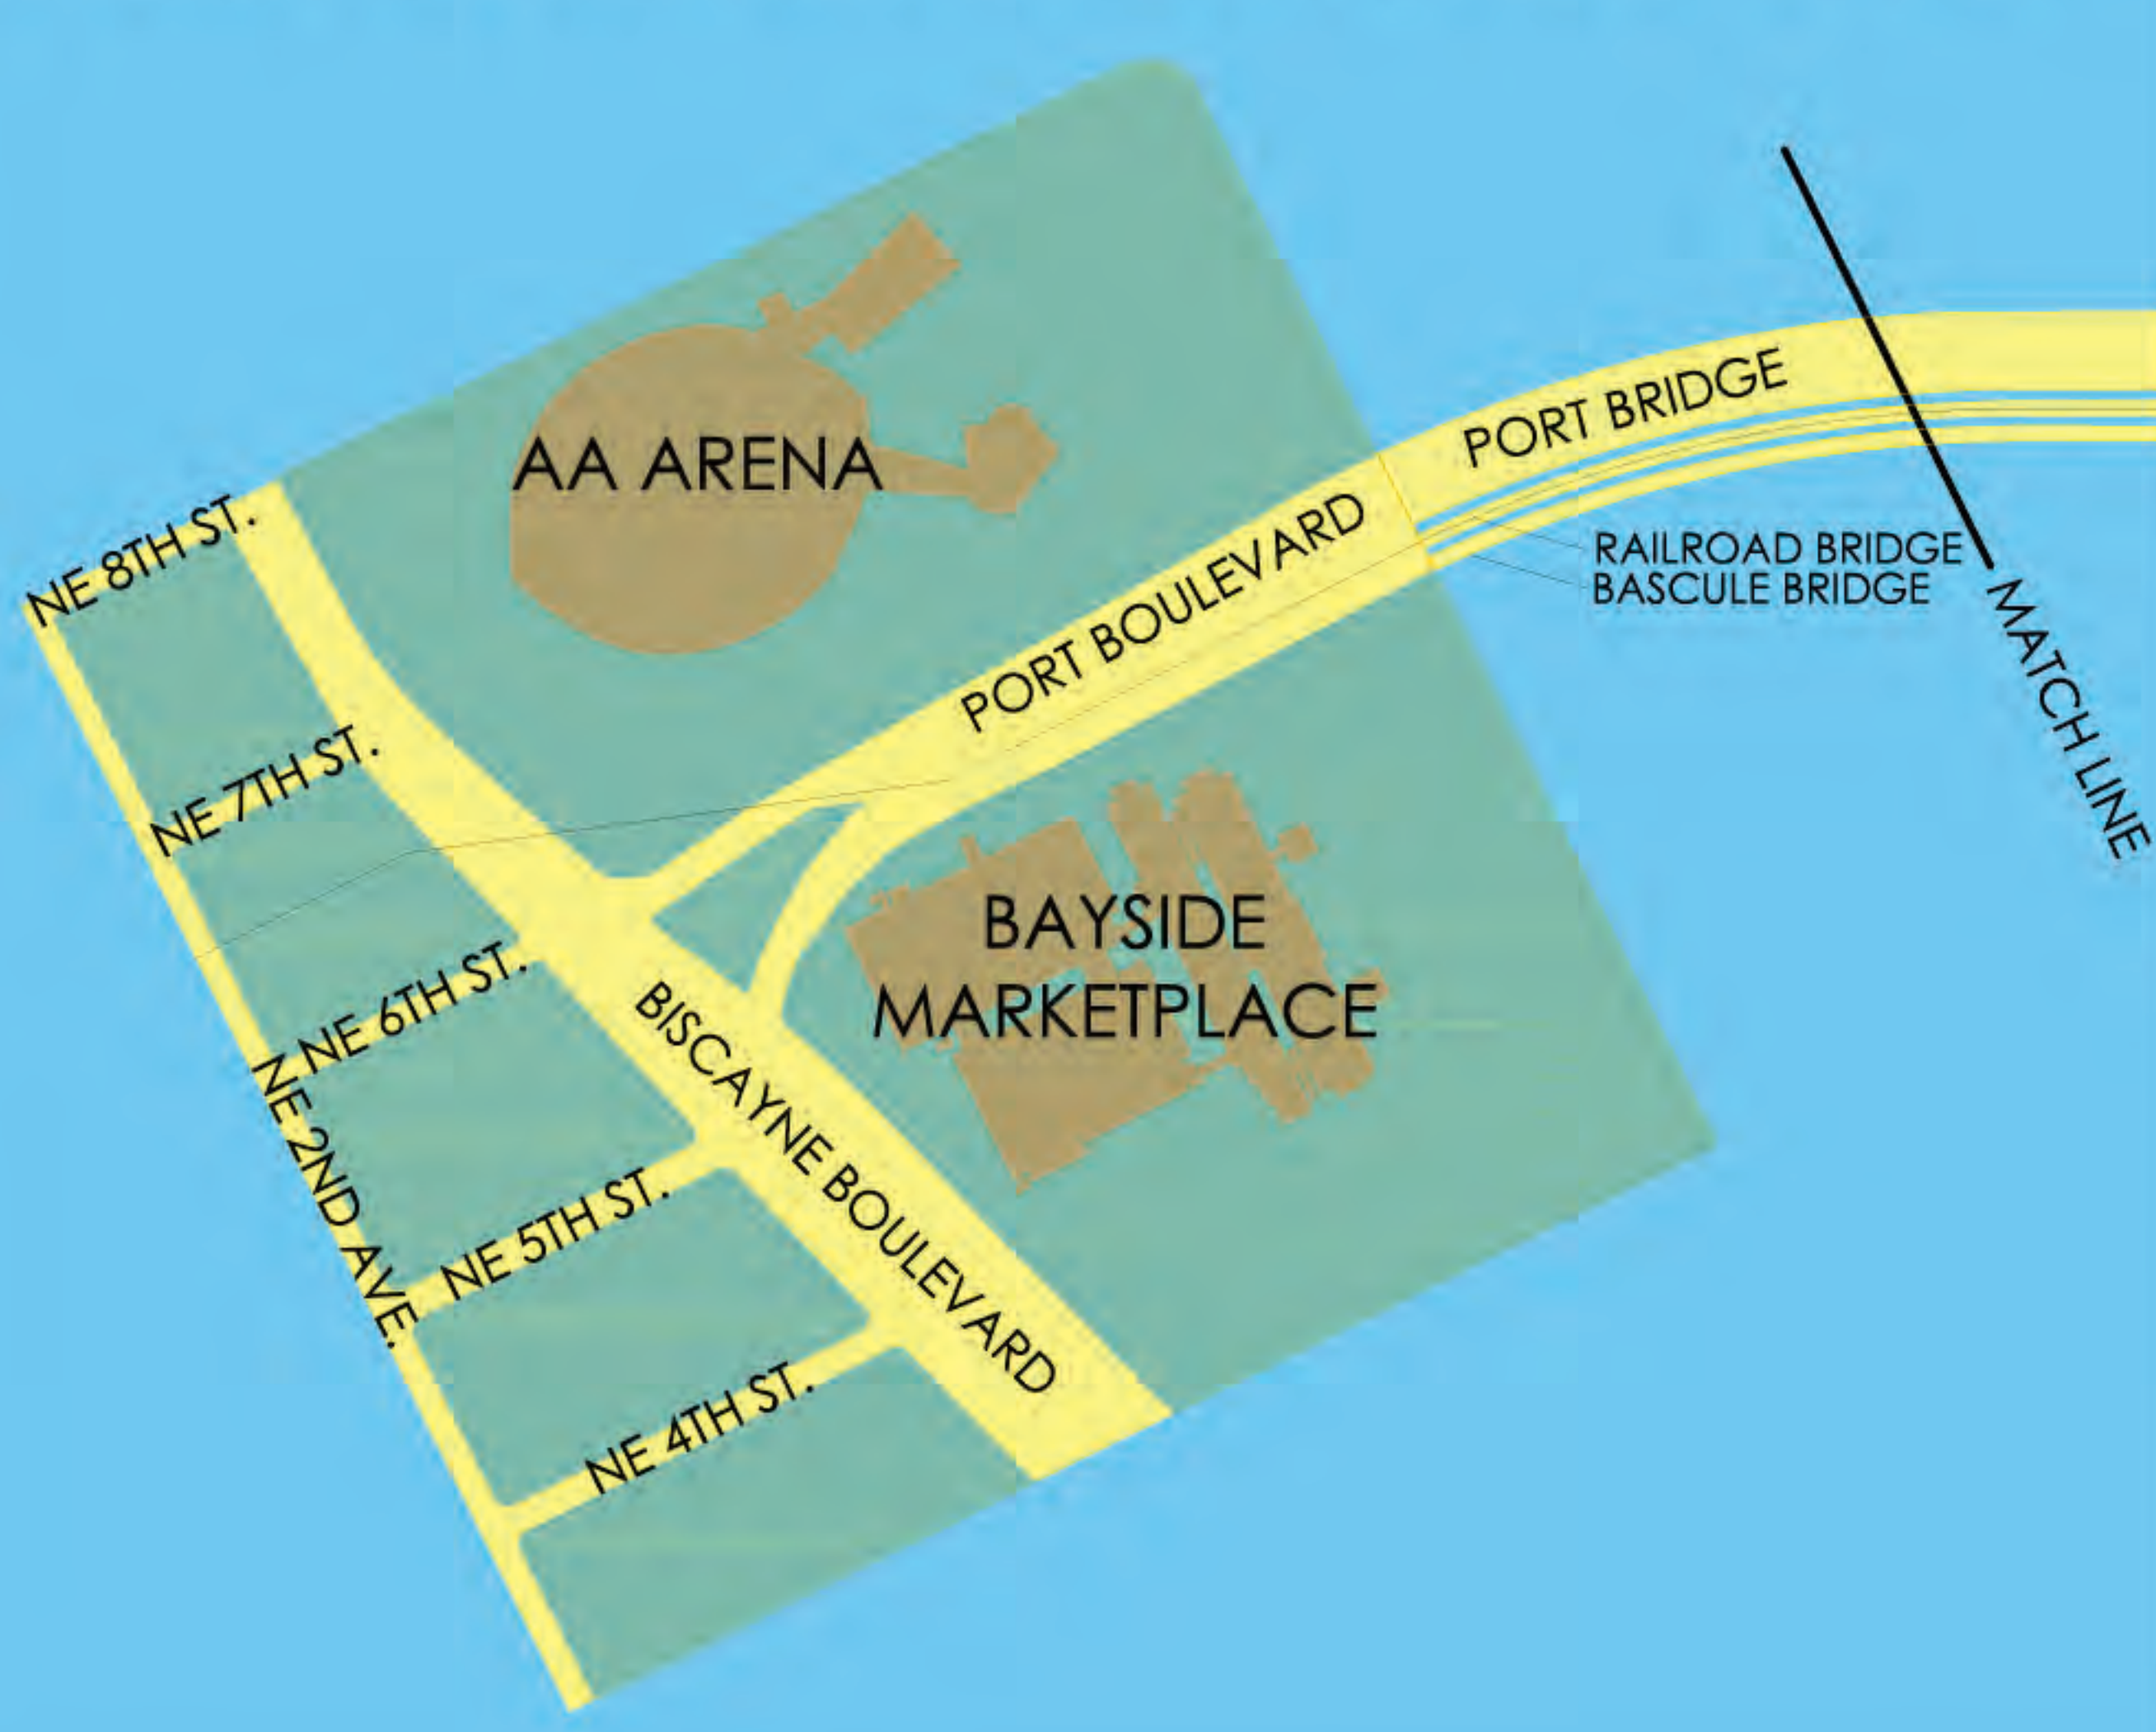 AA ARENA
NE 8TH ST.
PORT BRIDGE
PORT BOULEVARD
RAILROAD BRIDGE
BASCULE BRIDGE
MATCH LINE
NE 7TH ST.
BAYSIDE
MARKETPLACE
NE 6TH ST.
BISCAYNE BOULEVARD
NE 2ND AVE.
NE 5TH ST.
NE 4TH ST.